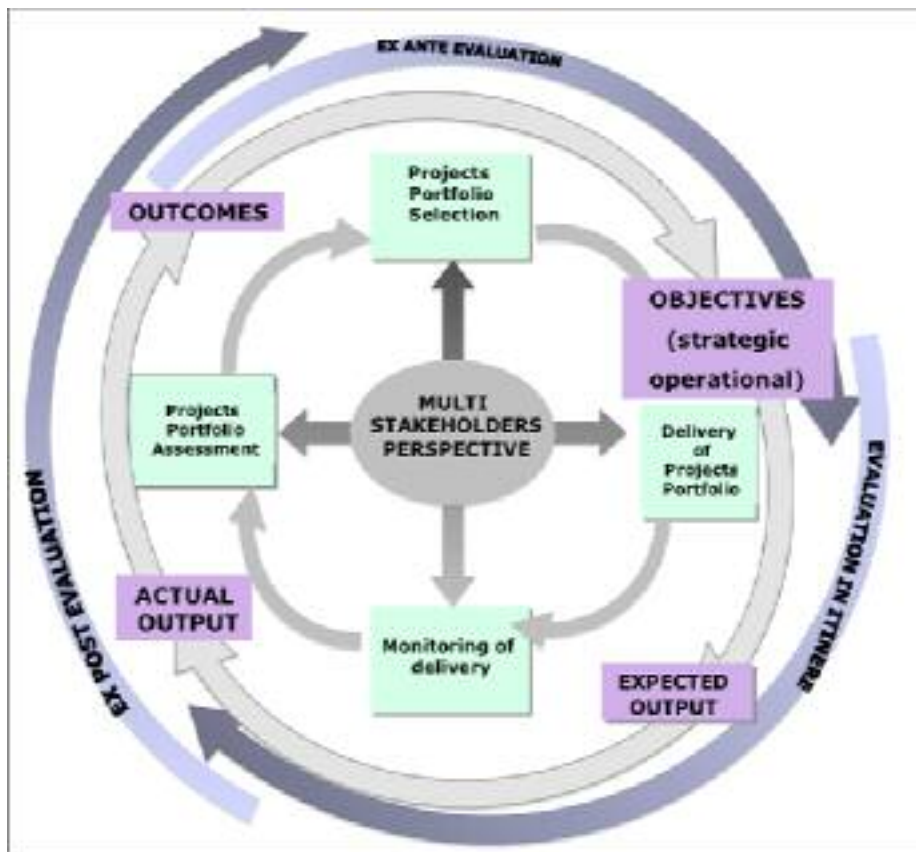 EX ANTE EVALUATION
Projects
Portfolio
Selection
OUTCOMES
OBJECTIVES
(strategic
operational)
MULTI
STAKEHOLDERS
PERSPECTIVE
Projects
Portfolio
Assessment
Delivery
of
Projects
Portfolio
EVALUATION IN ITINERE
EX POST EVALUATION
ACTUAL
OUTPUT
Monitoring of
delivery
EXPECTED
OUTPUT